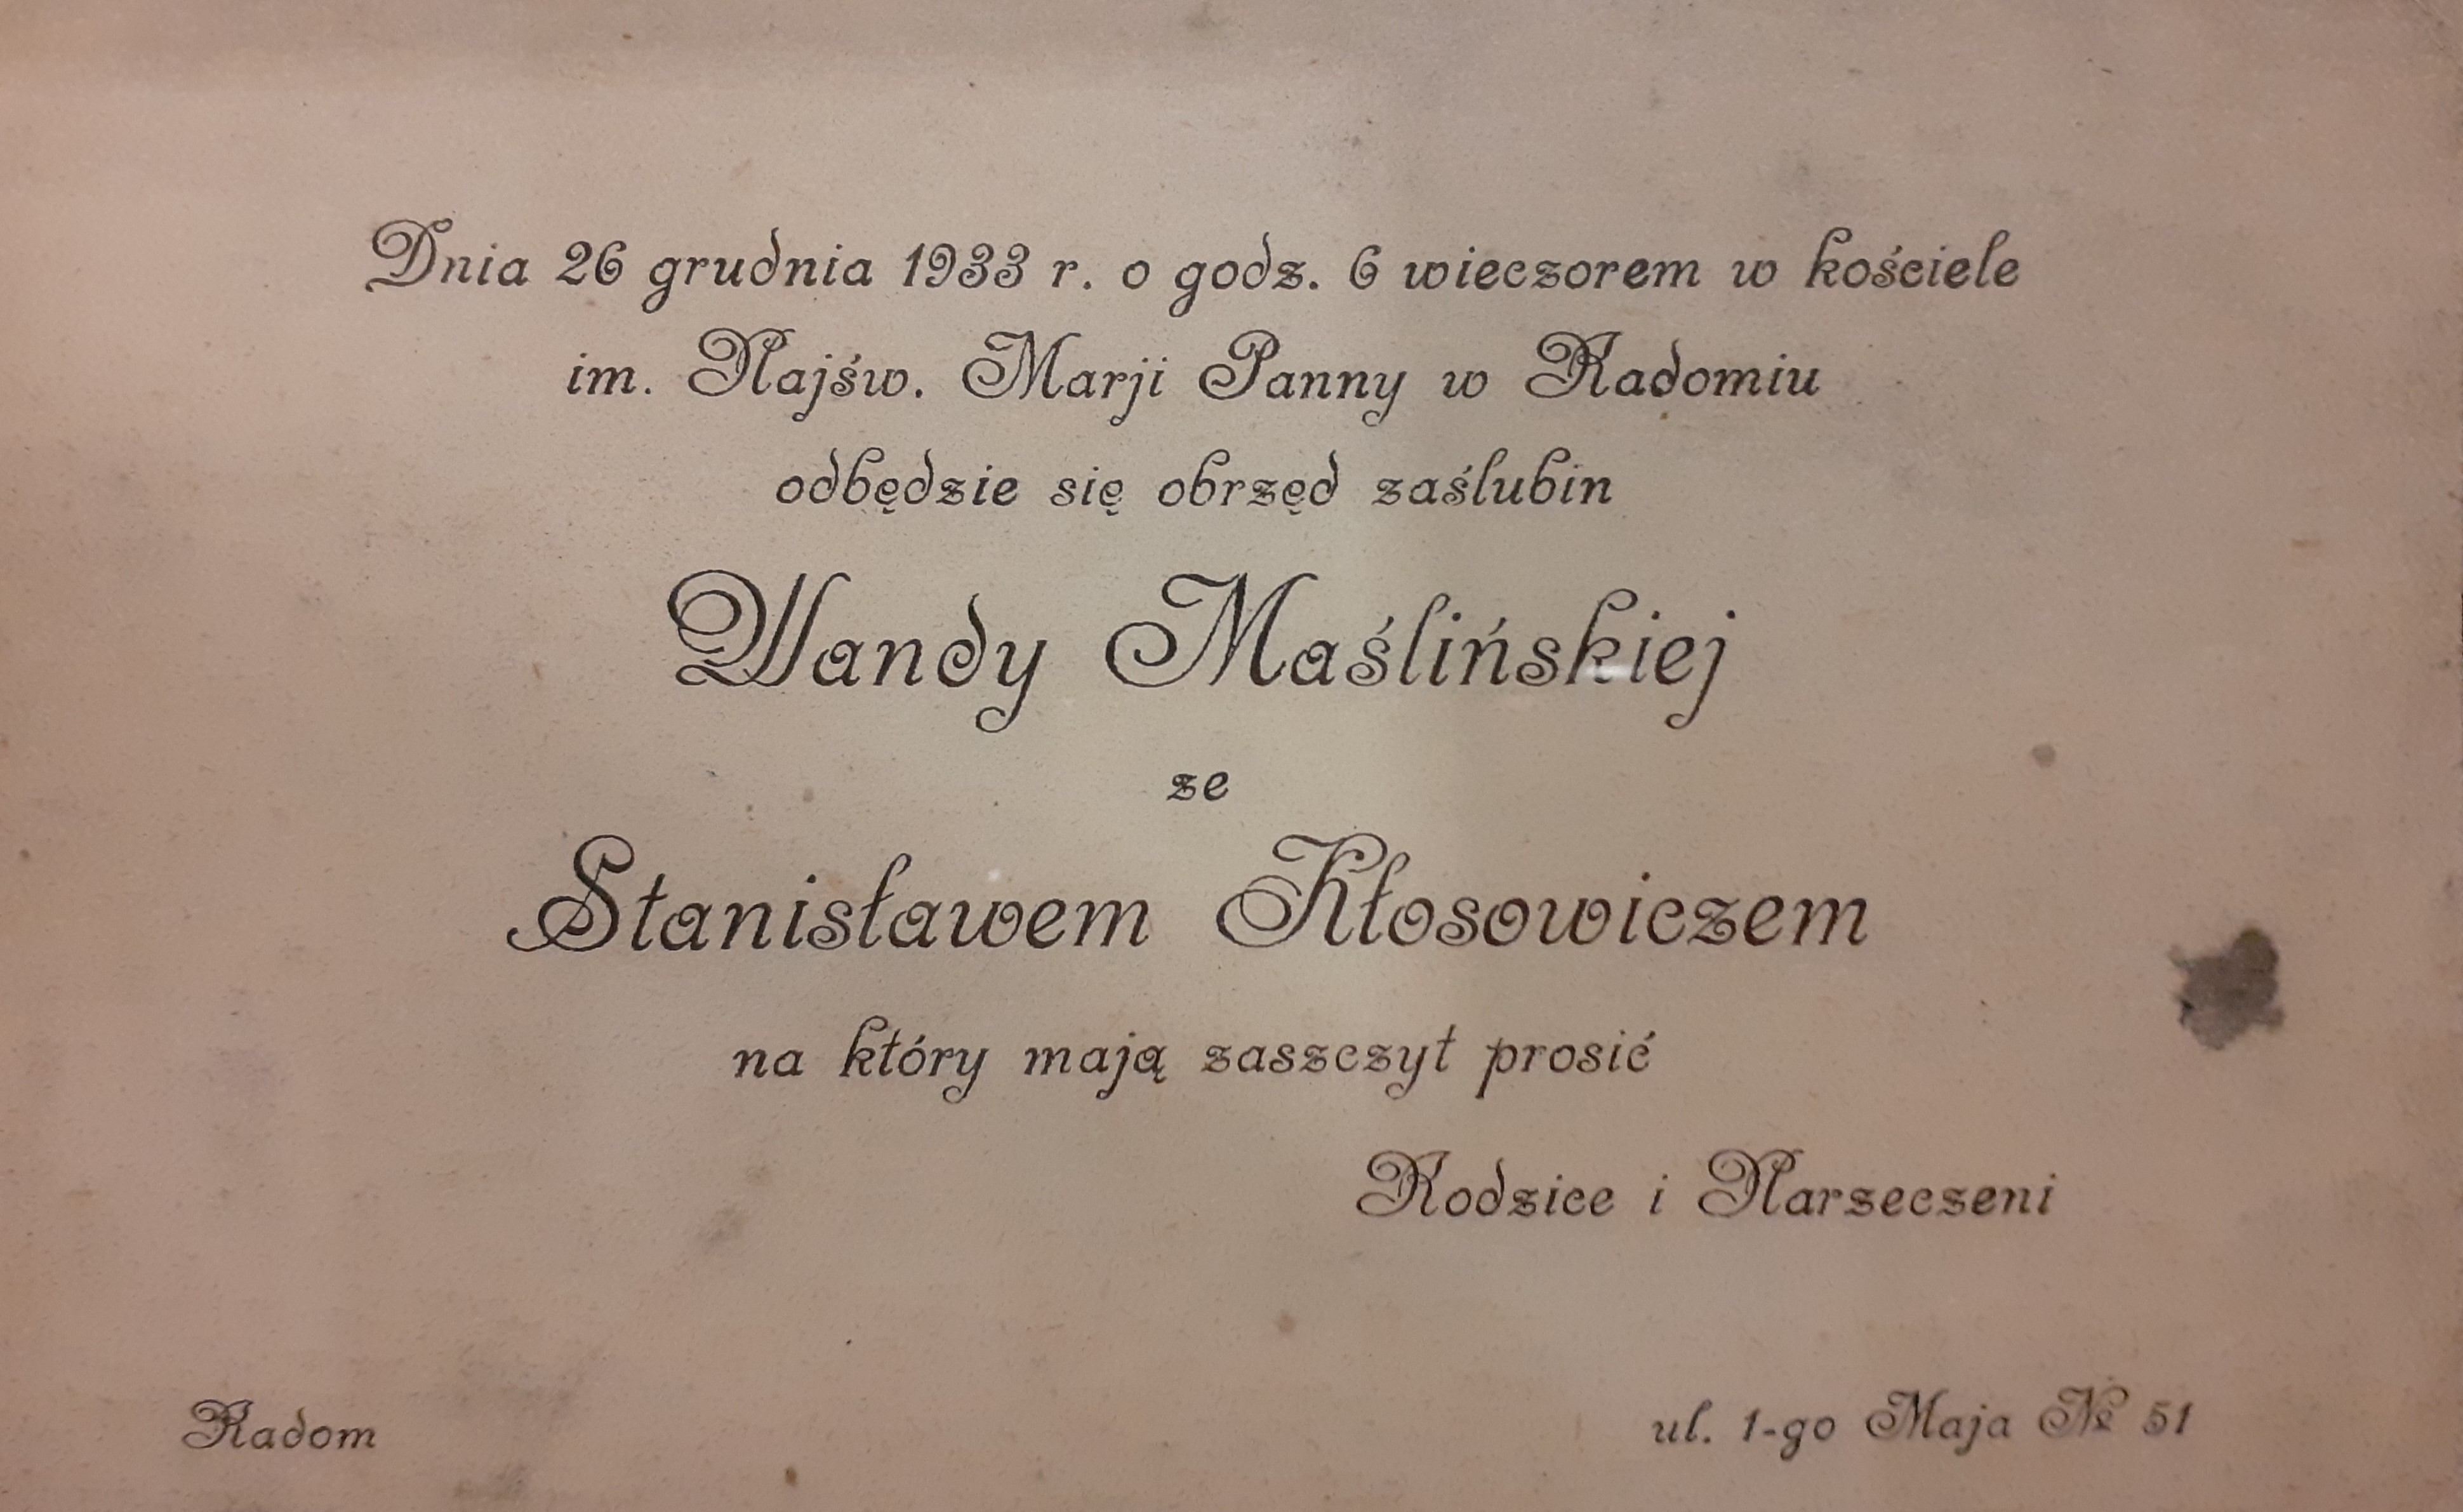 Dnia 26 grudnia 1933 r. o godz. 6 wieczorem w kościele
im. Najśw. Marji Panny w Radomiu
odbędzie się obrzęd zaślubin
Wandy Maślińskiej
ze
Stanisławem Kłosowiczem
na który mają zaszczyt prosić
Rodzice i Narzeczeni
Radom
ul. 1-go Maja № 51